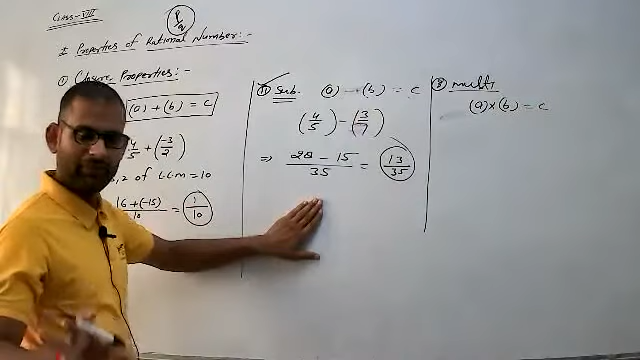 Class-VIII
P/q
I Properties of Rational Number:-
① Closure Properties:-
(a) + (b) = c
4/5 + (-3/2)
5,2 of LCM = 10
16+(-15)/10 = 1/10
② Sub. (a) - (b) = c
(4/5) - (3/7)
⇒ 28 - 15/35 = 13/35
③ multi
(a) × (b) = c